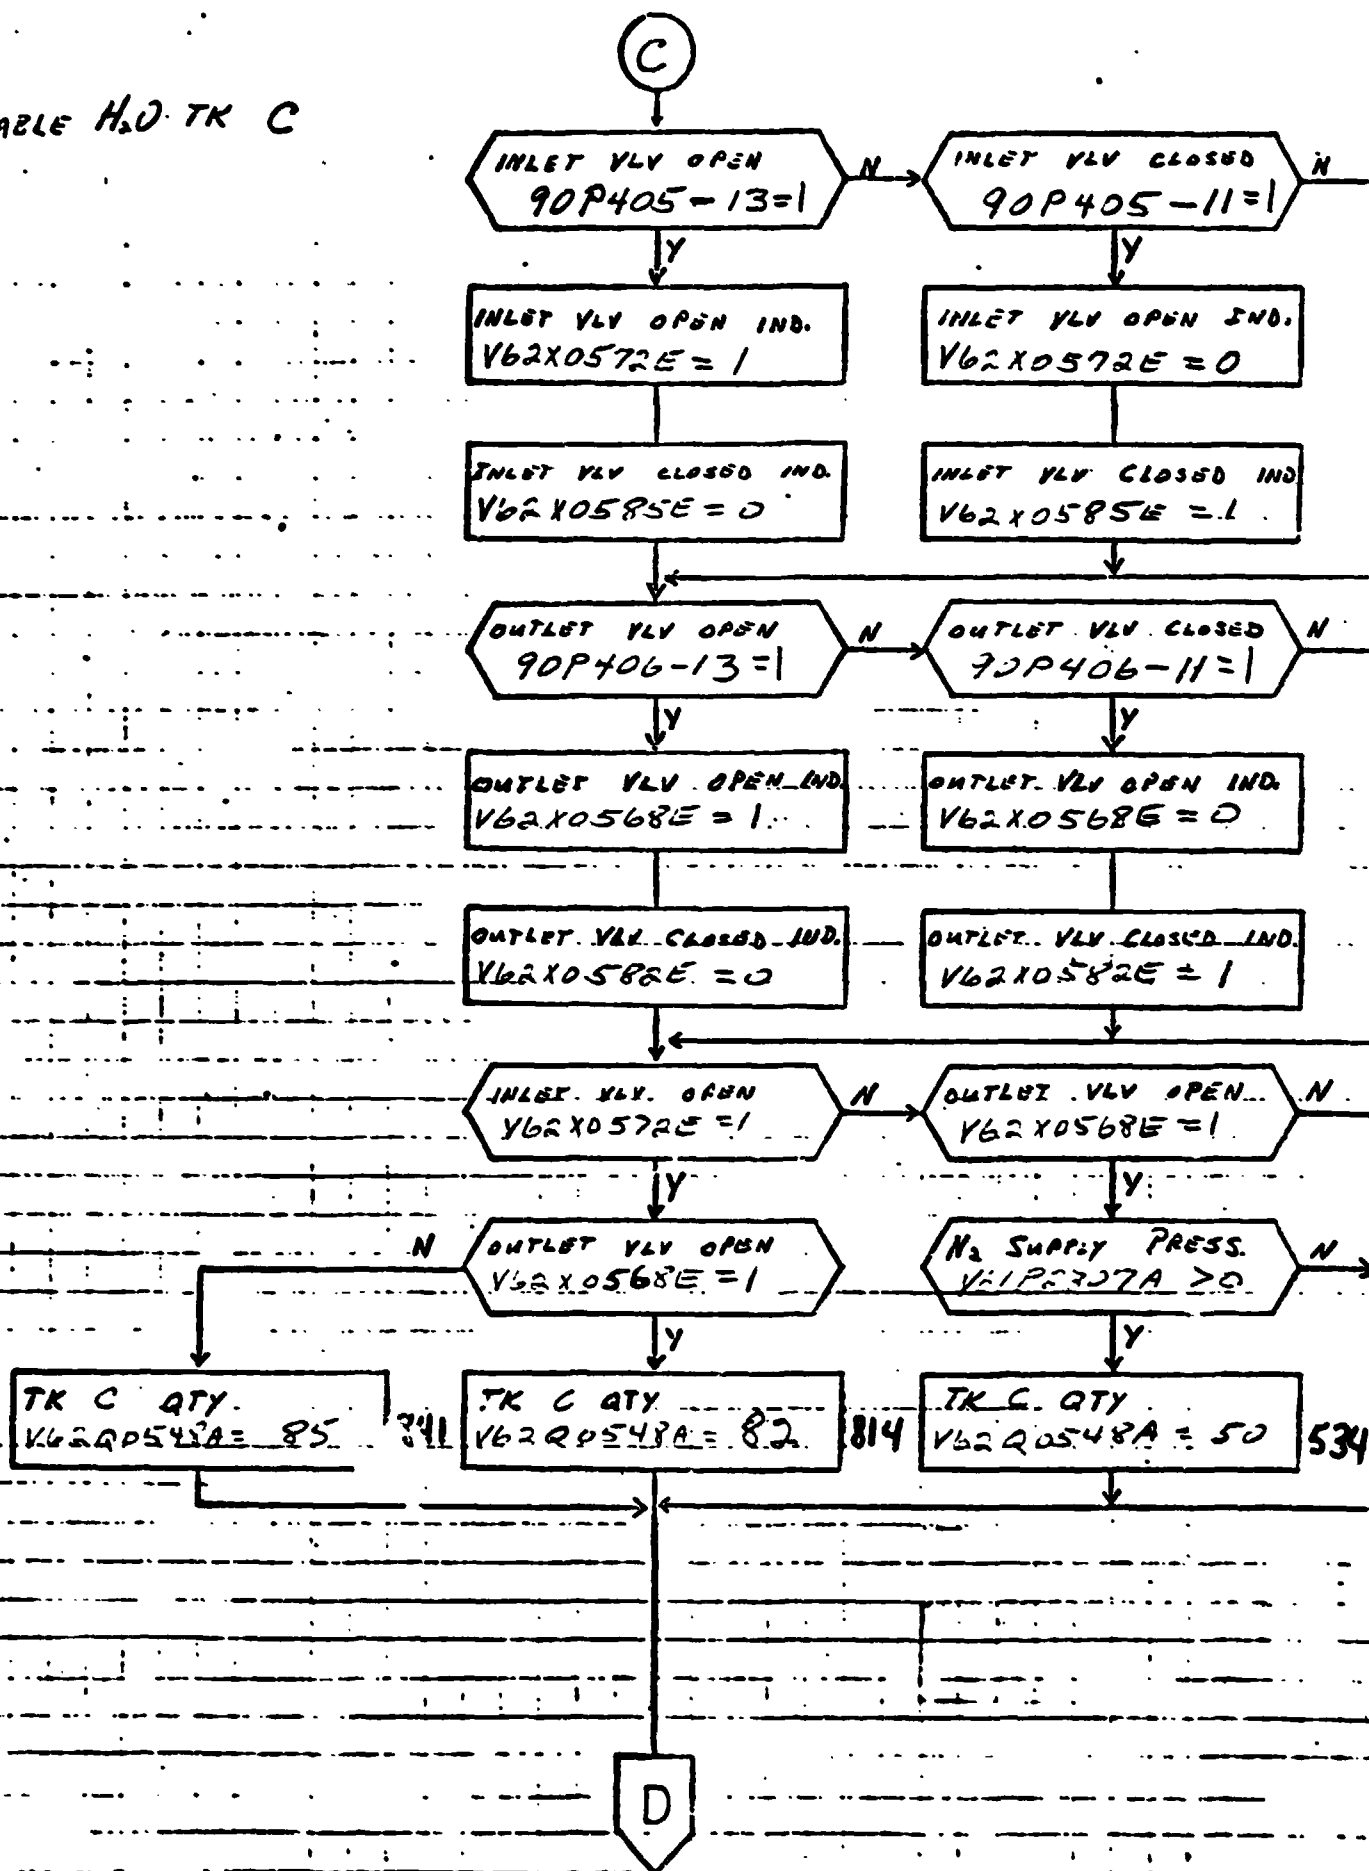 C
H₂O TK C
INLET VLV OPEN
90P405-13=1
N
INLET VLV CLOSED
90P405-11=1
N
Y
Y
INLET VLV OPEN IND.
V62X0572E = 1
INLET VLV OPEN IND.
V62X0572E = 0
INLET VLV CLOSED IND.
V62X0585E = 0
INLET VLV CLOSED IND
V62X0585E = 1
OUTLET VLV OPEN
90P406-13=1
N
OUTLET VLV CLOSED
90P406-11=1
N
Y
Y
OUTLET VLV OPEN IND.
V62X0568E = 1
OUTLET VLV OPEN IND.
V62X0568E = 0
OUTLET VLV CLOSED IND.
V62X0582E = 0
OUTLET VLV CLOSED IND.
V62X0582E = 1
INLET VLV OPEN
V62X0572E = 1
N
OUTLET VLV OPEN
V62X0568E = 1
N
Y
Y
N
OUTLET VLV OPEN
V62X0568E = 1
N₂ SUPPLY PRESS.
>0
N
Y
Y
TK C QTY.
V62Q0548A = 85
841
TK C QTY
V62Q0548A = 82
814
TK C QTY
V62Q0548A = 50
534
D